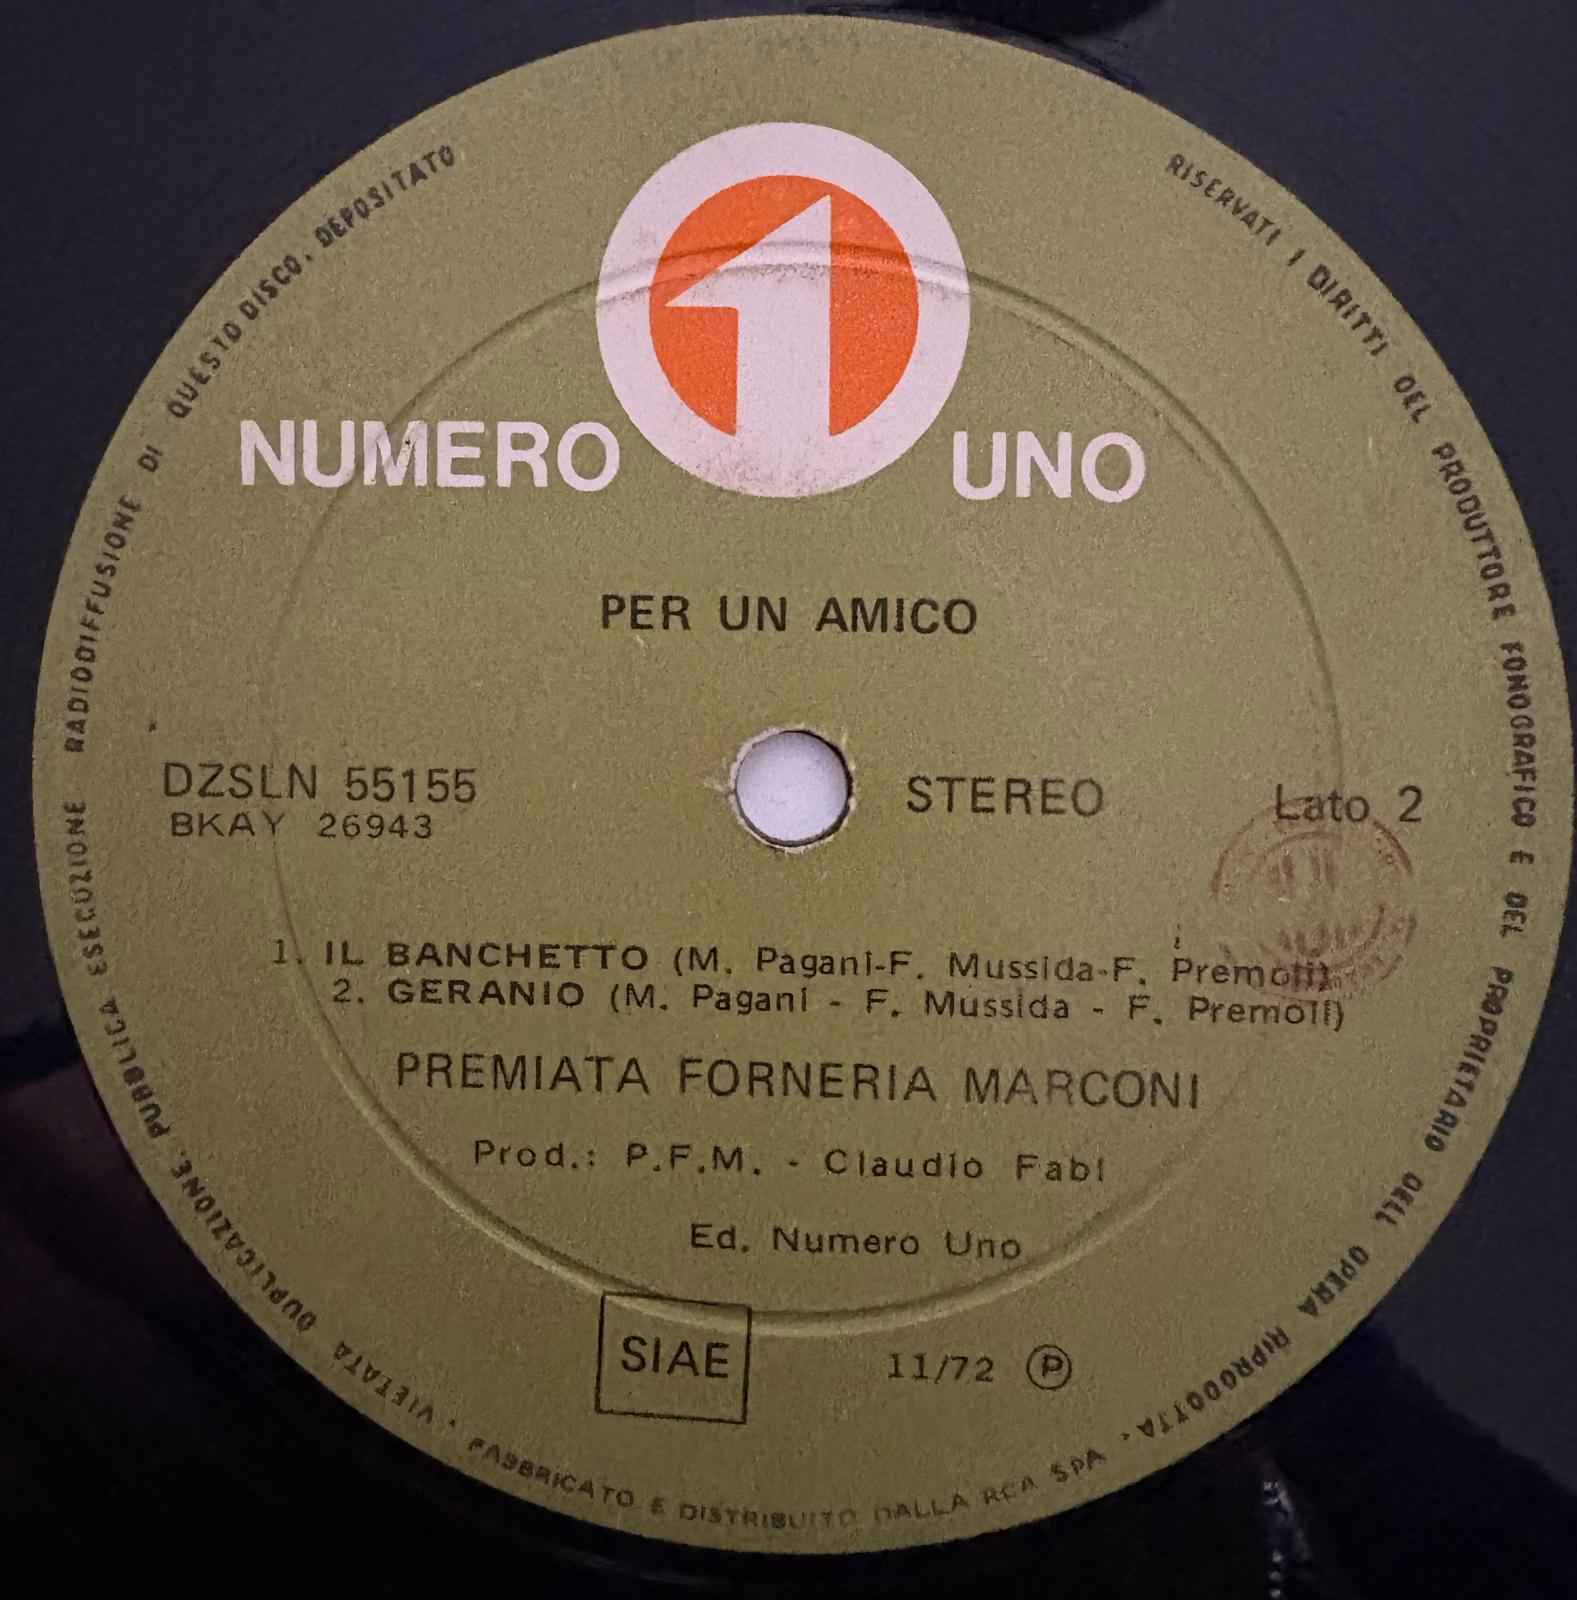 RISERVATI I DIRITTI DEL PRODUTTORE FONOGRAFICO E DEL PROPRIETARIO DELL OPERA RIPRODOTTA. VIETATA DUPLICAZIONE. PUBBLICA ESECUZIONE RADIODIFFUSIONE DI QUESTO DISCO. DEPOSITATO
1
NUMERO UNO
PER UN AMICO
DZSLN 55155
BKAY 26943
STEREO
Lato 2
1. IL BANCHETTO (M. Pagani-F. Mussida-F. Premoli)
2. GERANIO (M. Pagani - F. Mussida - F. Premoli)
PREMIATA FORNERIA MARCONI
Prod.: P.F.M. - Claudio Fabi
Ed. Numero Uno
SIAE
11/72 Ⓟ
FABBRICATO E DISTRIBUITO DALLA RCA SPA